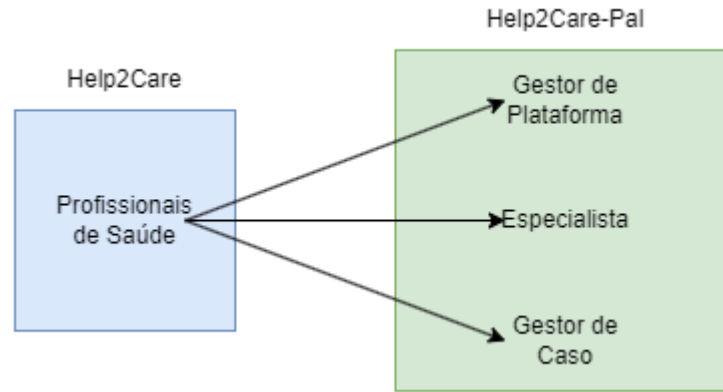 Help2Care-Pal
Help2Care
Gestor de
Plataforma
Profissionais
de Saúde
Especialista
Gestor de
Caso